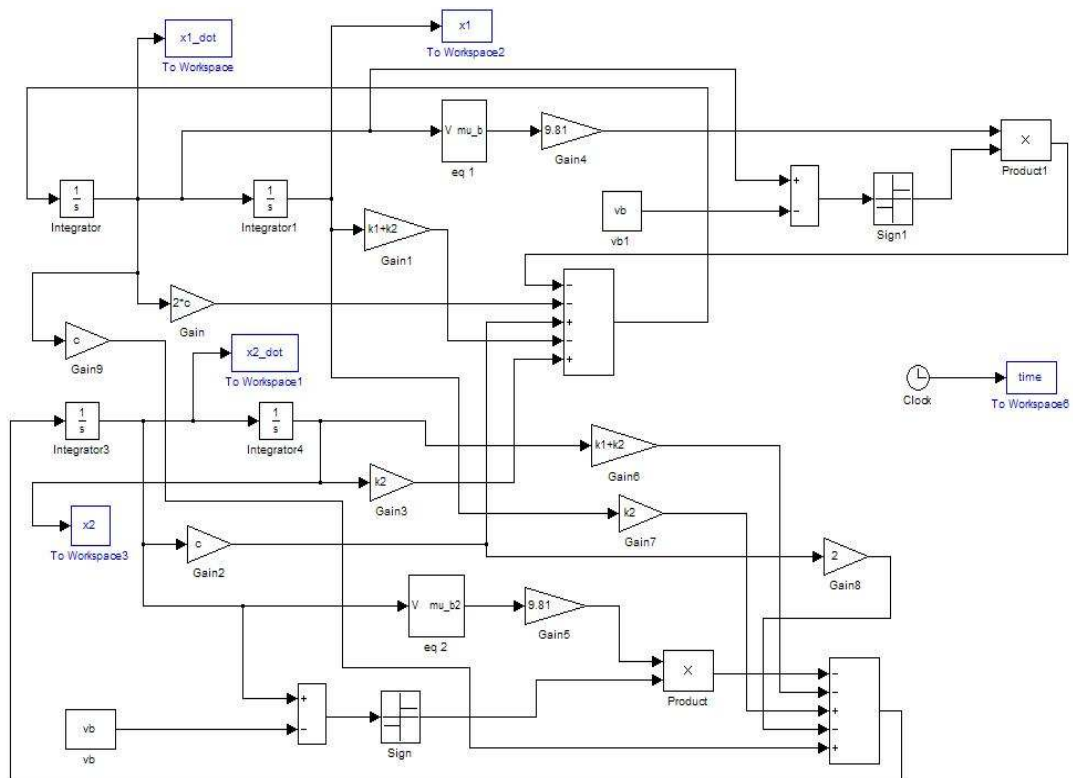 x1_dot
To Workspace
x1
To Workspace2
V mu_b
eq 1
9.81
Gain4
X
Product1
1
s
Integrator
1
s
Integrator1
k1+k2
Gain1
vb
vb1
+
−
Sign1
2*c
Gain
−
−
+
−
+
c
Gain9
x2_dot
To Workspace1
Clock
time
To Workspace6
1
s
Integrator3
1
s
Integrator4
k1+k2
Gain6
k2
Gain3
k2
Gain7
x2
To Workspace3
c
Gain2
2
Gain8
V mu_b2
eq 2
9.81
Gain5
X
Product
vb
vb
+
−
Sign
−
−
+
−
+